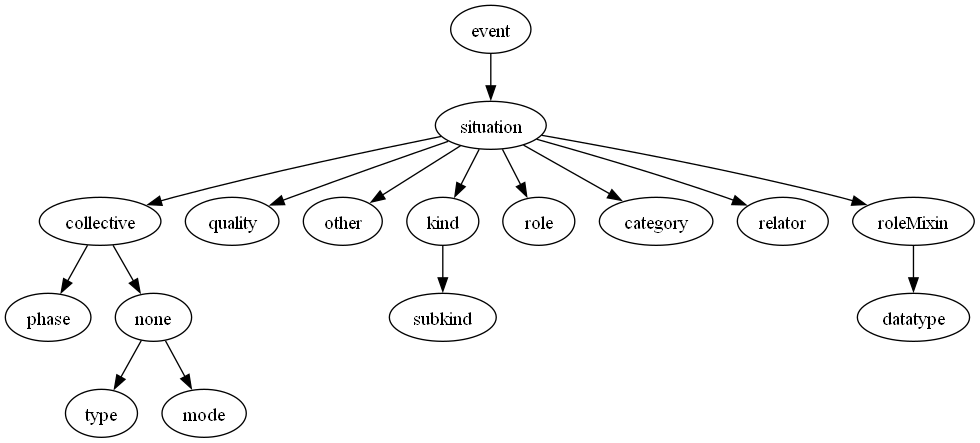 event
situation
collective
quality
other
kind
role
category
relator
roleMixin
phase
none
subkind
datatype
type
mode